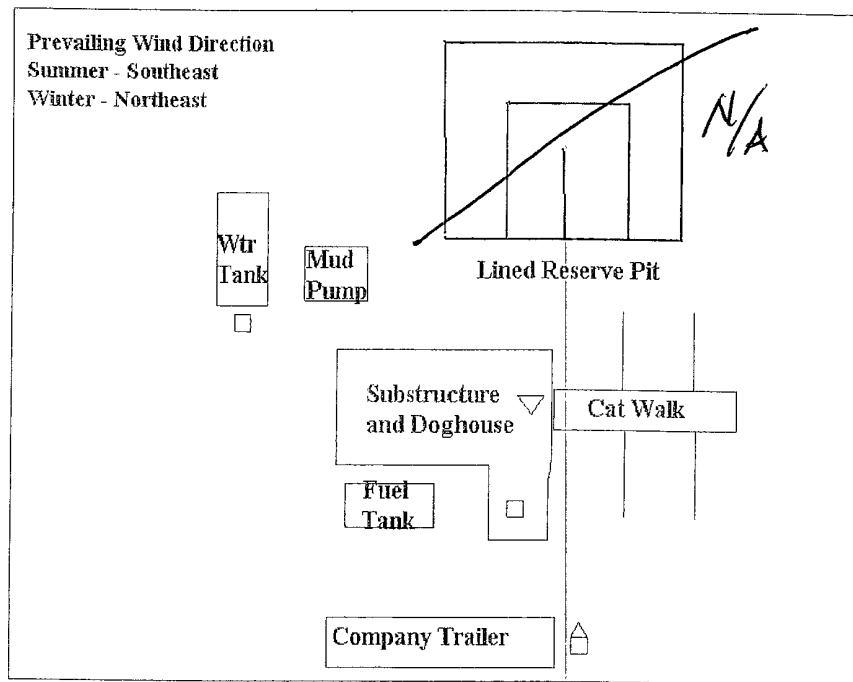 Prevailing Wind Direction
Summer - Southeast
Winter - Northeast
N/A
Wtr
Tank
Mud
Pump
Lined Reserve Pit
Substructure
and Doghouse
Cat Walk
Fuel
Tank
Company Trailer